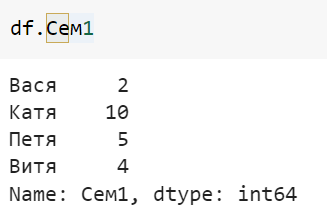 df.Сем1
Вася 2
Катя 10
Петя 5
Витя 4
Name: Сем1, dtype: int64